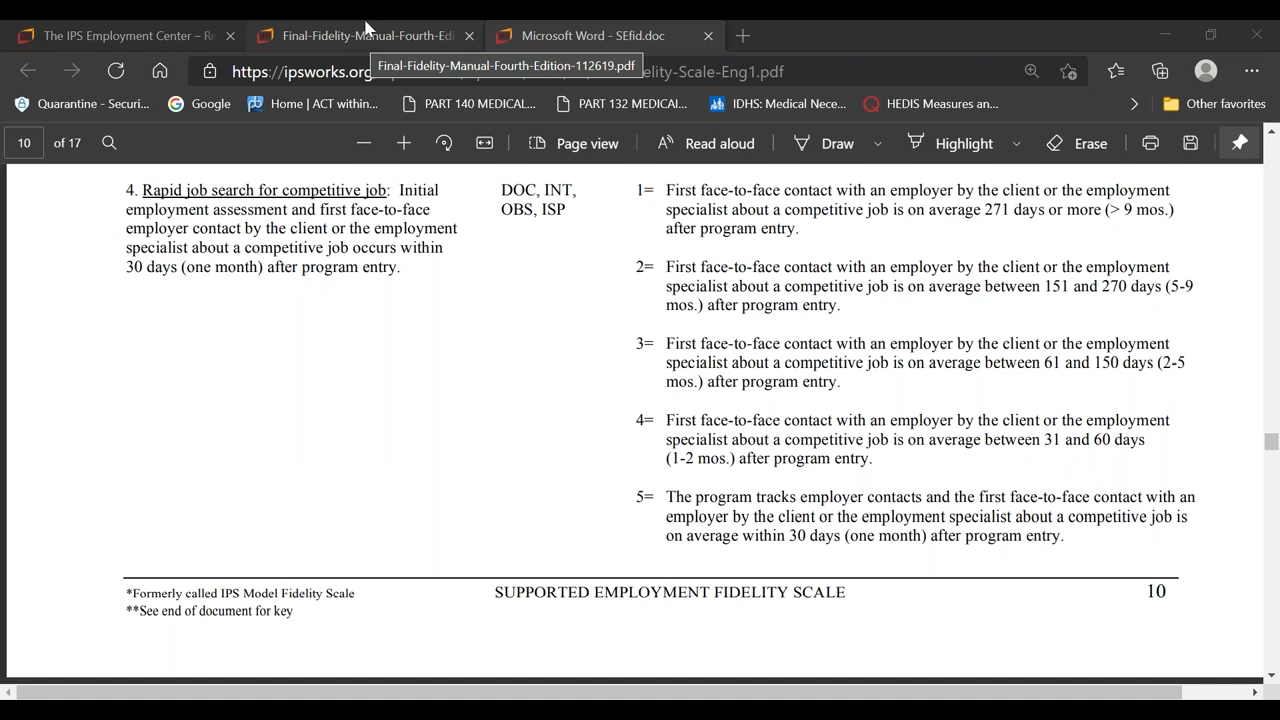 The IPS Employment Center – Re
Final-Fidelity-Manual-Fourth-Edi
Microsoft Word - SEfid.doc
https://ipsworks.org
elity-Scale-Eng1.pdf
Final-Fidelity-Manual-Fourth-Edition-112619.pdf
Quarantine - Securi...
Google
Home | ACT within...
PART 140 MEDICAL...
PART 132 MEDICAl...
IDHS: Medical Nece...
HEDIS Measures an...
Other favorites
10 of 17
Page view
Read aloud
Draw
Highlight
Erase
4. Rapid job search for competitive job: Initial
employment assessment and first face-to-face
employer contact by the client or the employment
specialist about a competitive job occurs within
30 days (one month) after program entry.
DOC, INT,
OBS, ISP
1= First face-to-face contact with an employer by the client or the employment
specialist about a competitive job is on average 271 days or more (> 9 mos.)
after program entry.
2= First face-to-face contact with an employer by the client or the employment
specialist about a competitive job is on average between 151 and 270 days (5-9
mos.) after program entry.
3= First face-to-face contact with an employer by the client or the employment
specialist about a competitive job is on average between 61 and 150 days (2-5
mos.) after program entry.
4= First face-to-face contact with an employer by the client or the employment
specialist about a competitive job is on average between 31 and 60 days
(1-2 mos.) after program entry.
5= The program tracks employer contacts and the first face-to-face contact with an
employer by the client or the employment specialist about a competitive job is
on average within 30 days (one month) after program entry.
*Formerly called IPS Model Fidelity Scale
**See end of document for key
SUPPORTED EMPLOYMENT FIDELITY SCALE
10